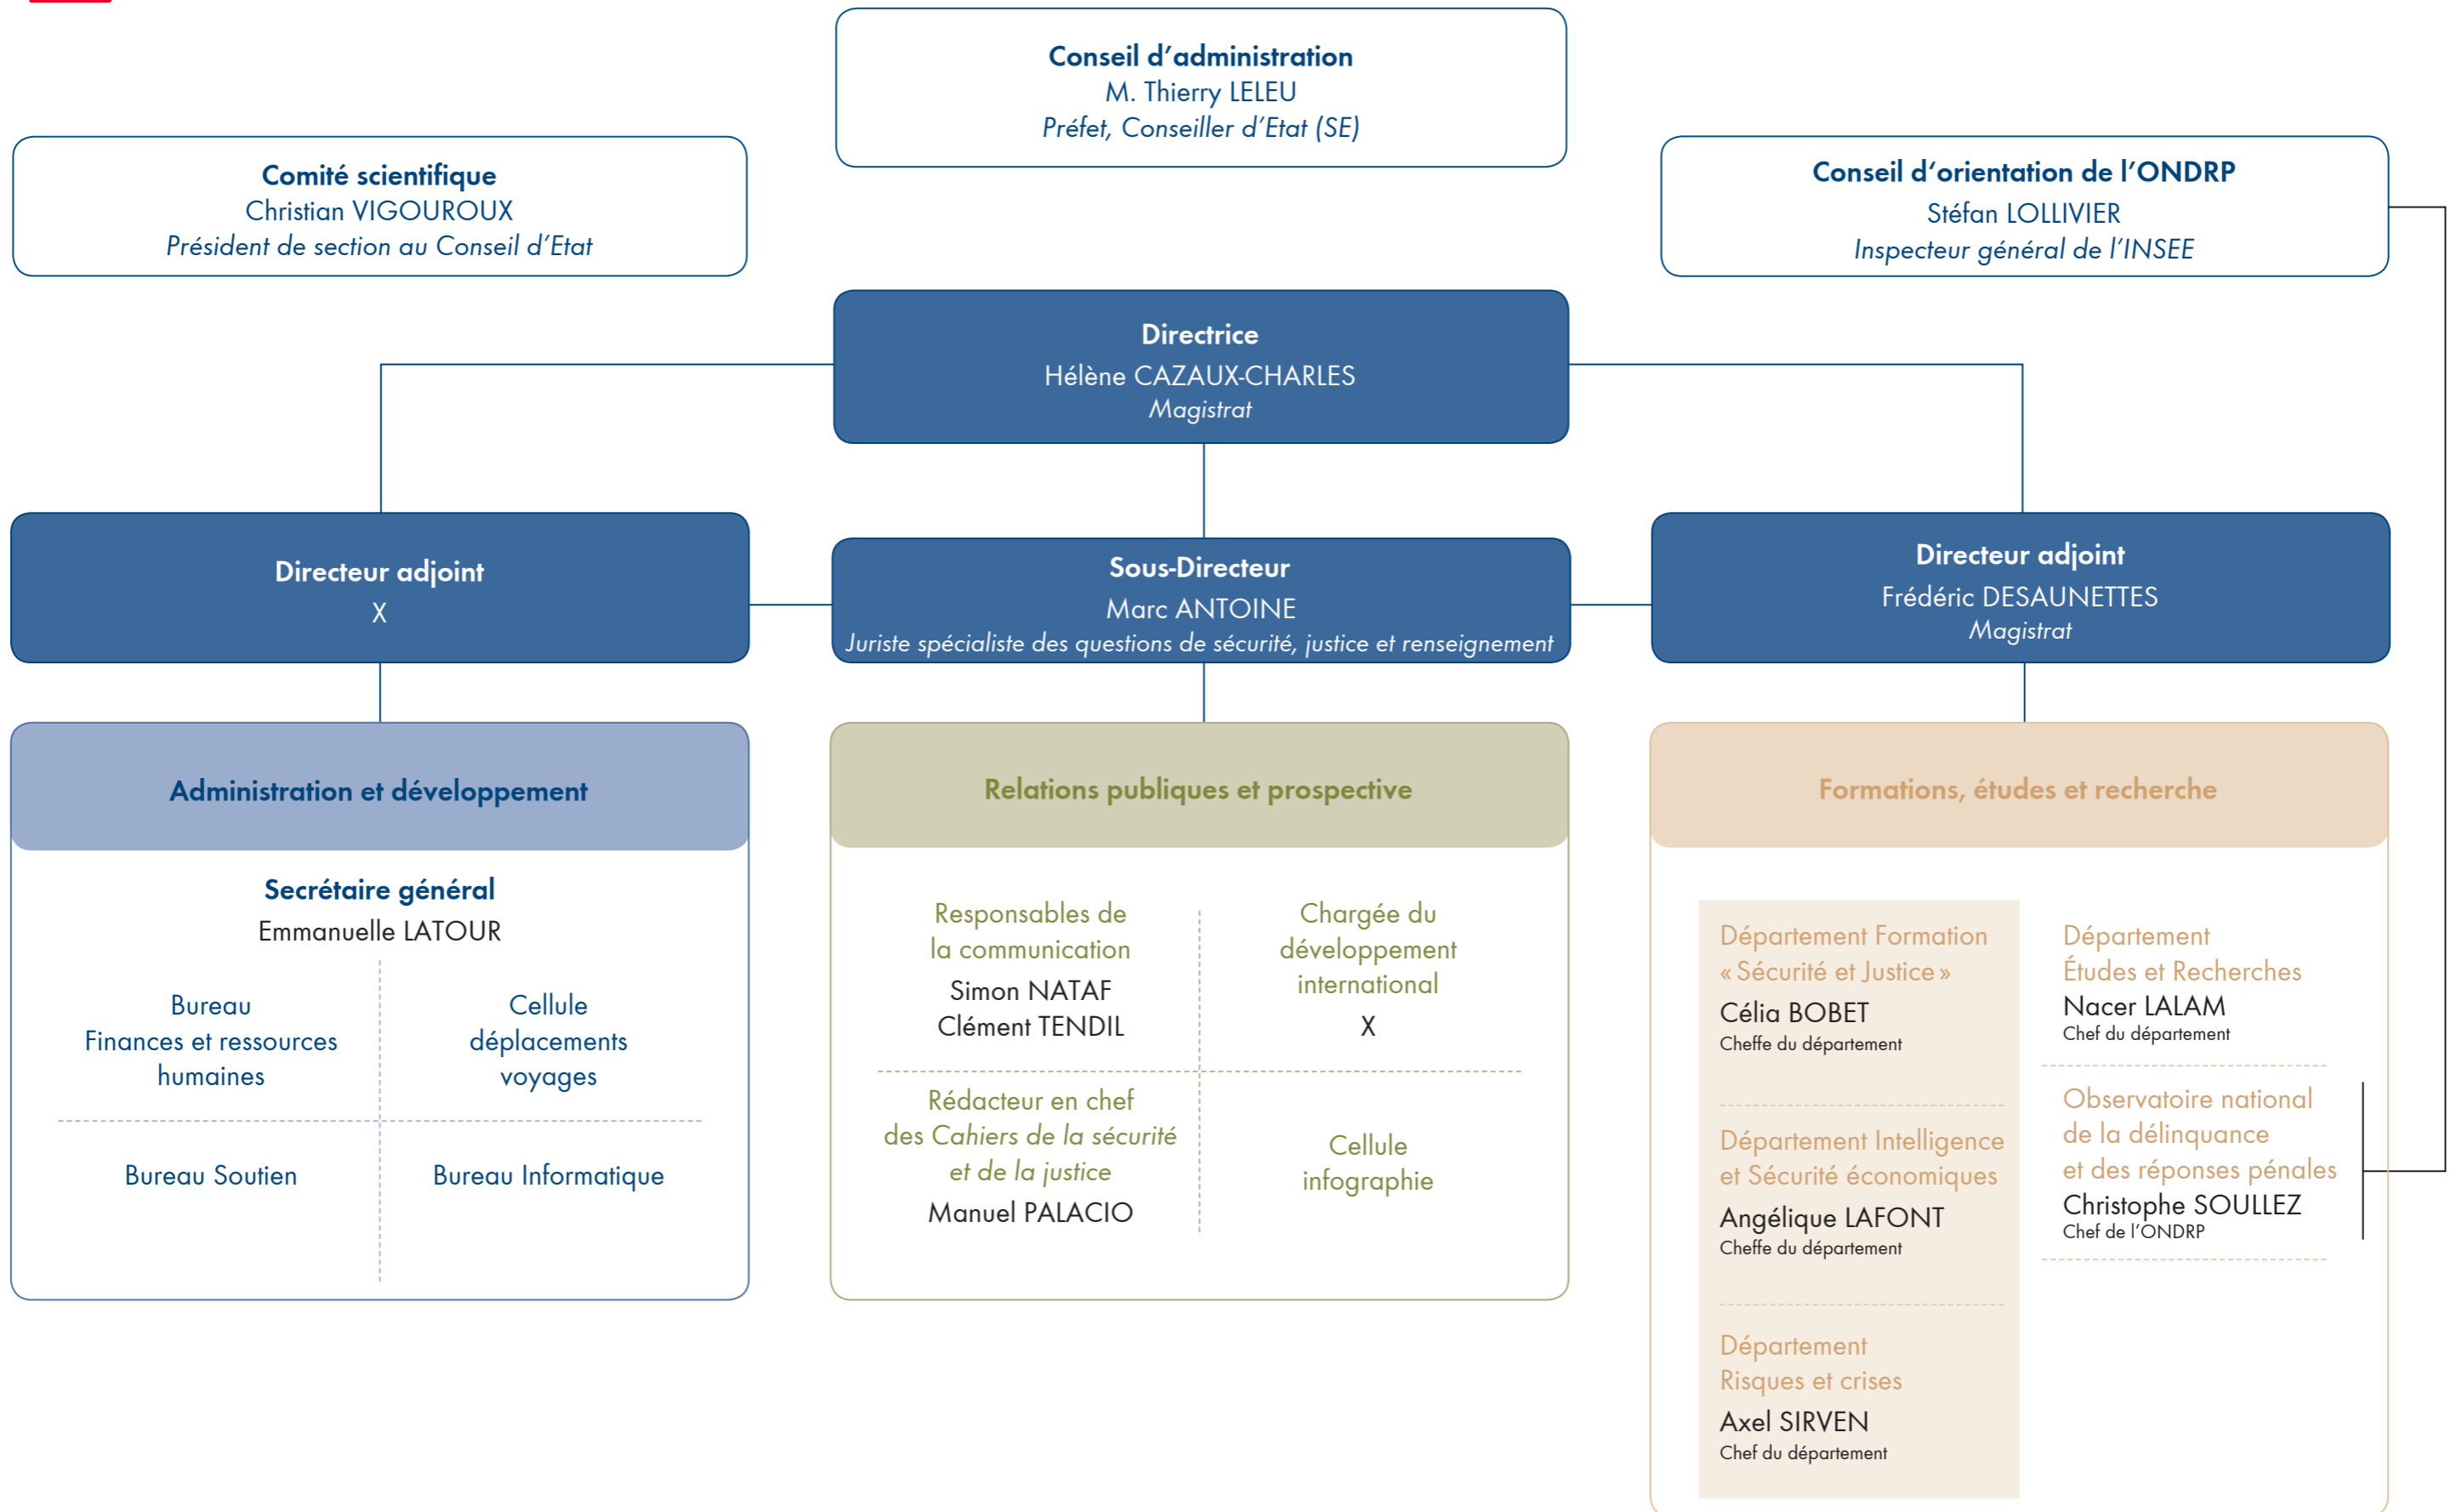 Conseil d’administration
M. Thierry LELEU
Préfet, Conseiller d’Etat (SE)
Comité scientifique
Christian VIGOUROUX
Président de section au Conseil d’Etat
Conseil d‘orientation de l’ONDRP
Stéfan LOLLIVIER
Inspecteur général de l’INSEE
Directrice
Hélène CAZAUX-CHARLES
Magistrat
Directeur adjoint
X
Sous-Directeur
Marc ANTOINE
Juriste spécialiste des questions de sécurité, justice et renseignement
Directeur adjoint
Frédéric DESAUNETTES
Magistrat
Administration et développement
Secrétaire général
Emmanuelle LATOUR
Bureau
Finances et ressources
humaines
Cellule
déplacements
voyages
Bureau Soutien
Bureau Informatique
Relations publiques et prospective
Responsables de
la communication
Simon NATAF
Clément TENDIL
Chargée du
développement
international
X
Rédacteur en chef
des Cahiers de la sécurité
et de la justice
Manuel PALACIO
Cellule
infographie
Formations, études et recherche
Département Formation
« Sécurité et Justice »
Célia BOBET
Cheffe du département
Département Intelligence
et Sécurité économiques
Angélique LAFONT
Cheffe du département
Département
Risques et crises
Axel SIRVEN
Chef du département
Département
Études et Recherches
Nacer LALAM
Chef du département
Observatoire national
de la délinquance
et des réponses pénales
Christophe SOULLEZ
Chef de l’ONDRP